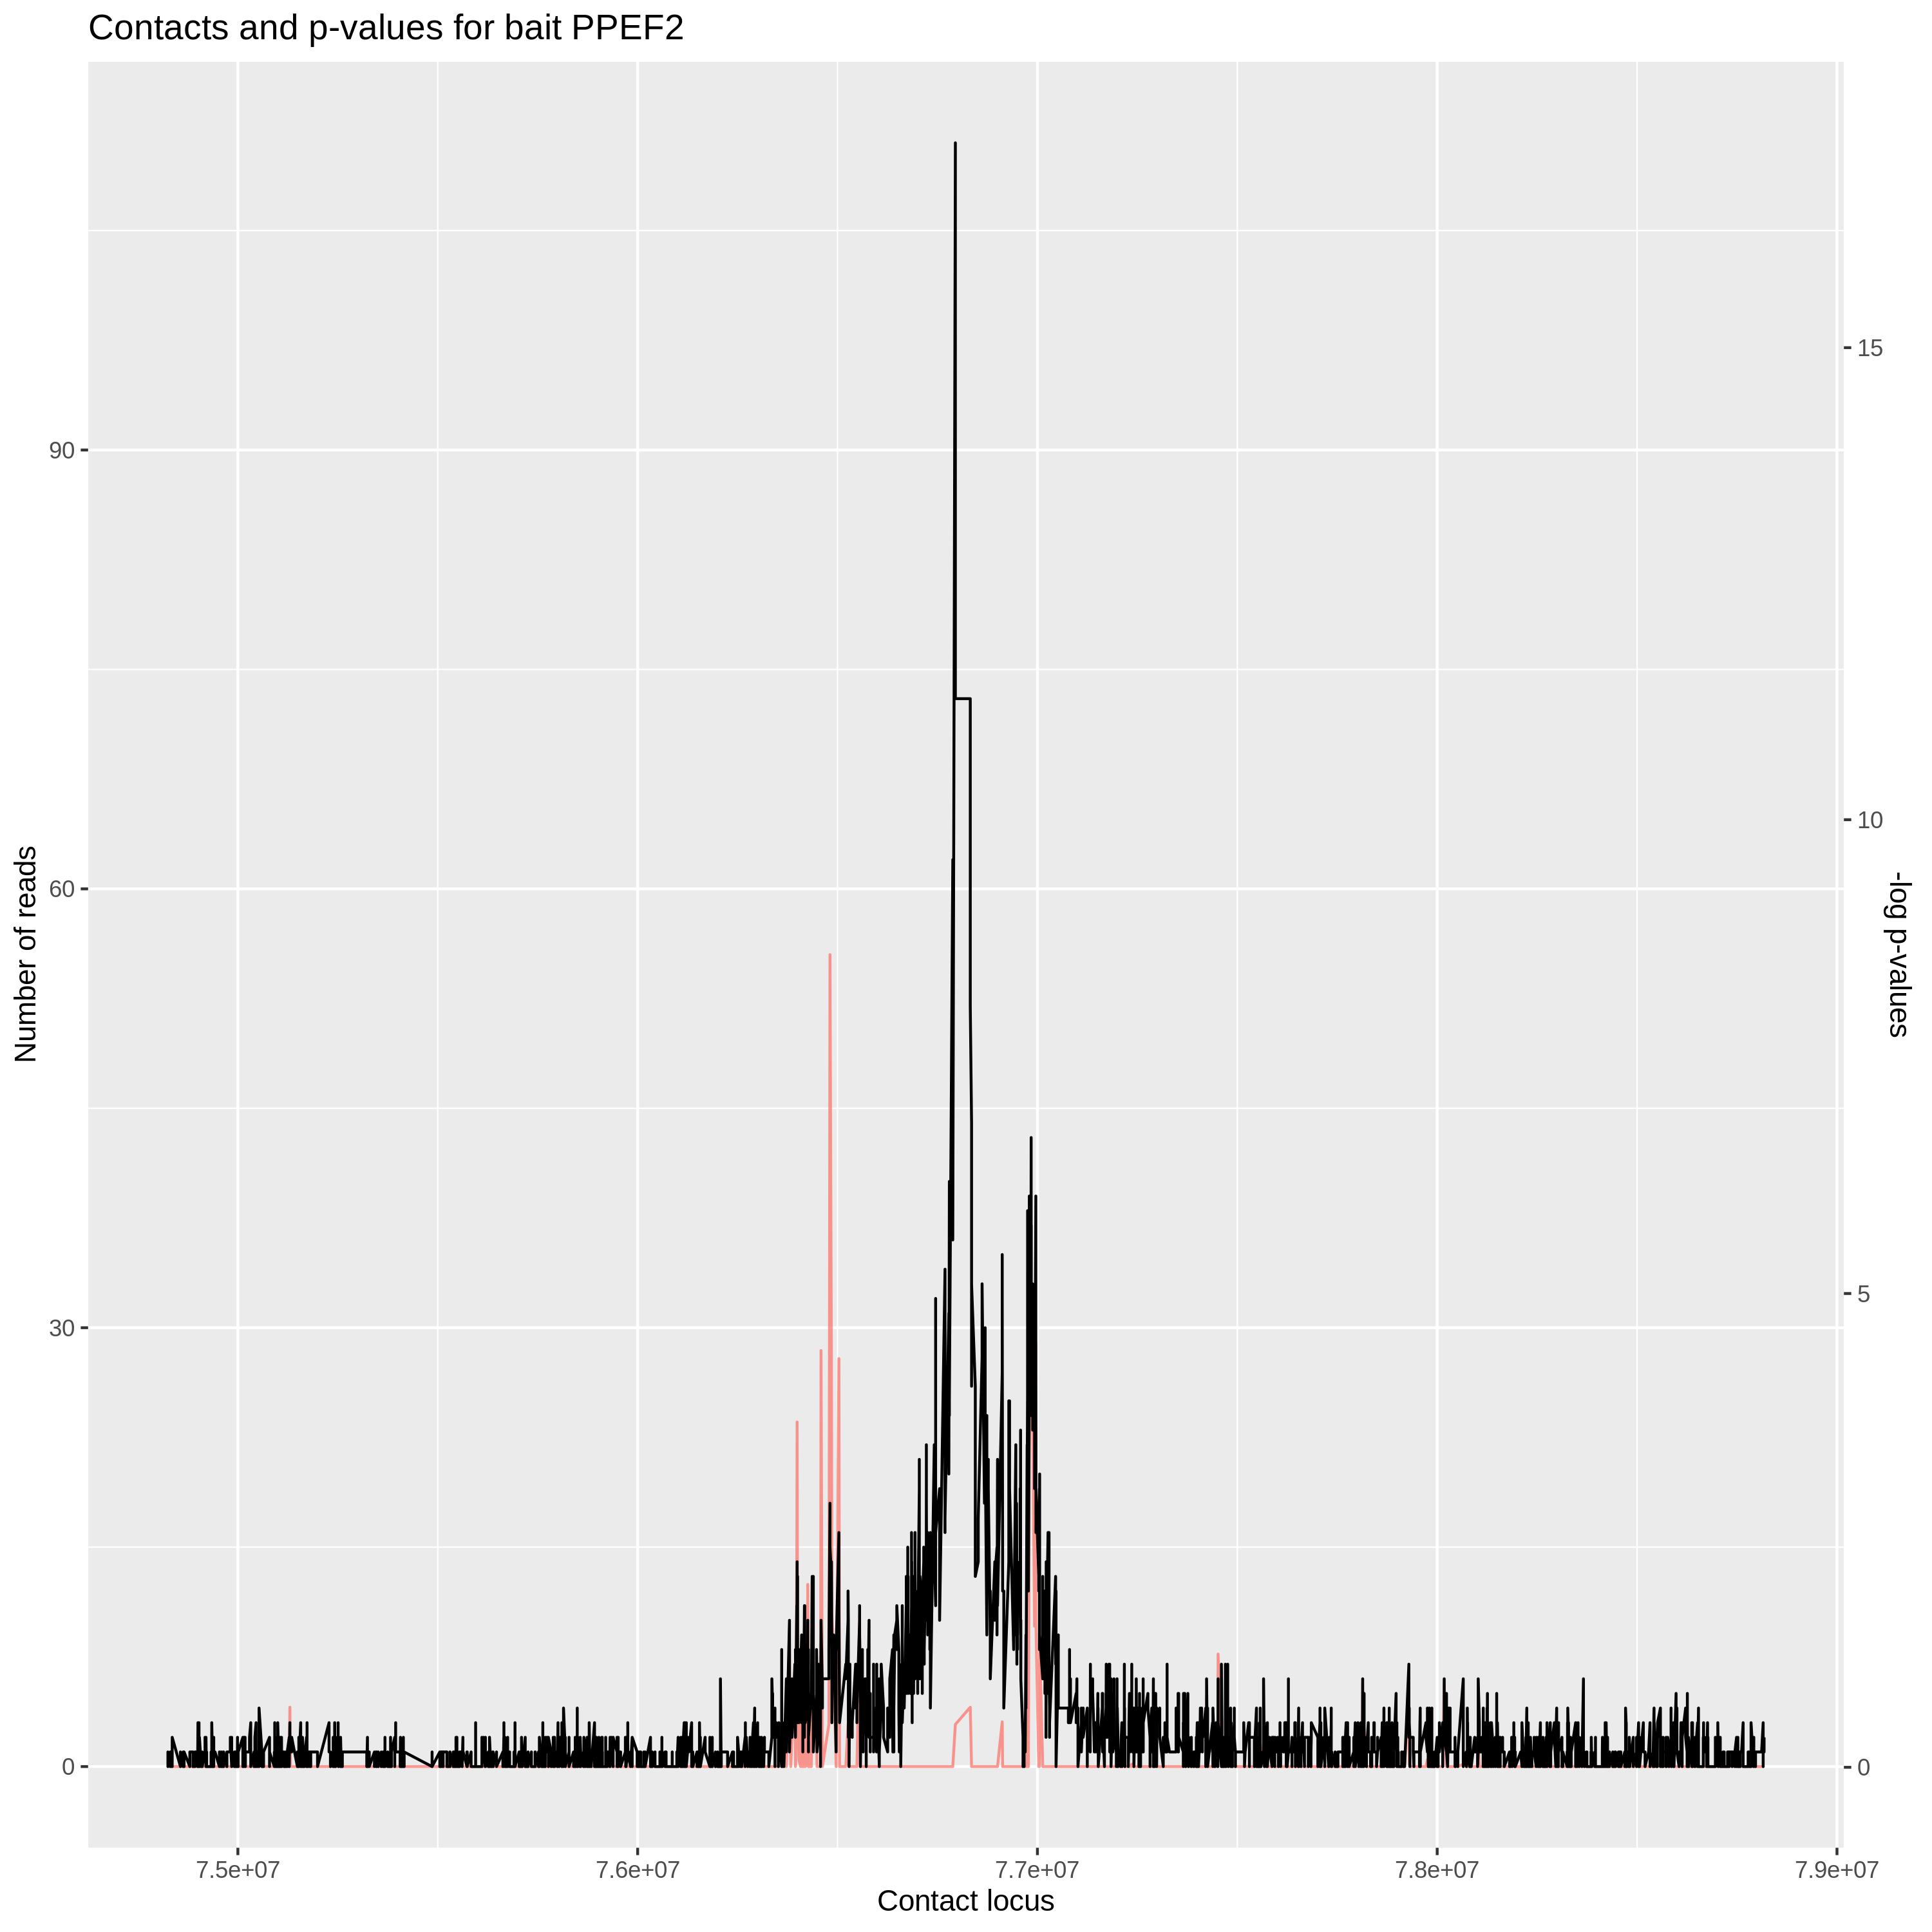 Contacts and p-values for bait PPEF2
90
60
30
0
Number of reads
15
10
5
0
-log p-values
7.5e+07 7.6e+07 7.7e+07 7.8e+07 7.9e+07
Contact locus